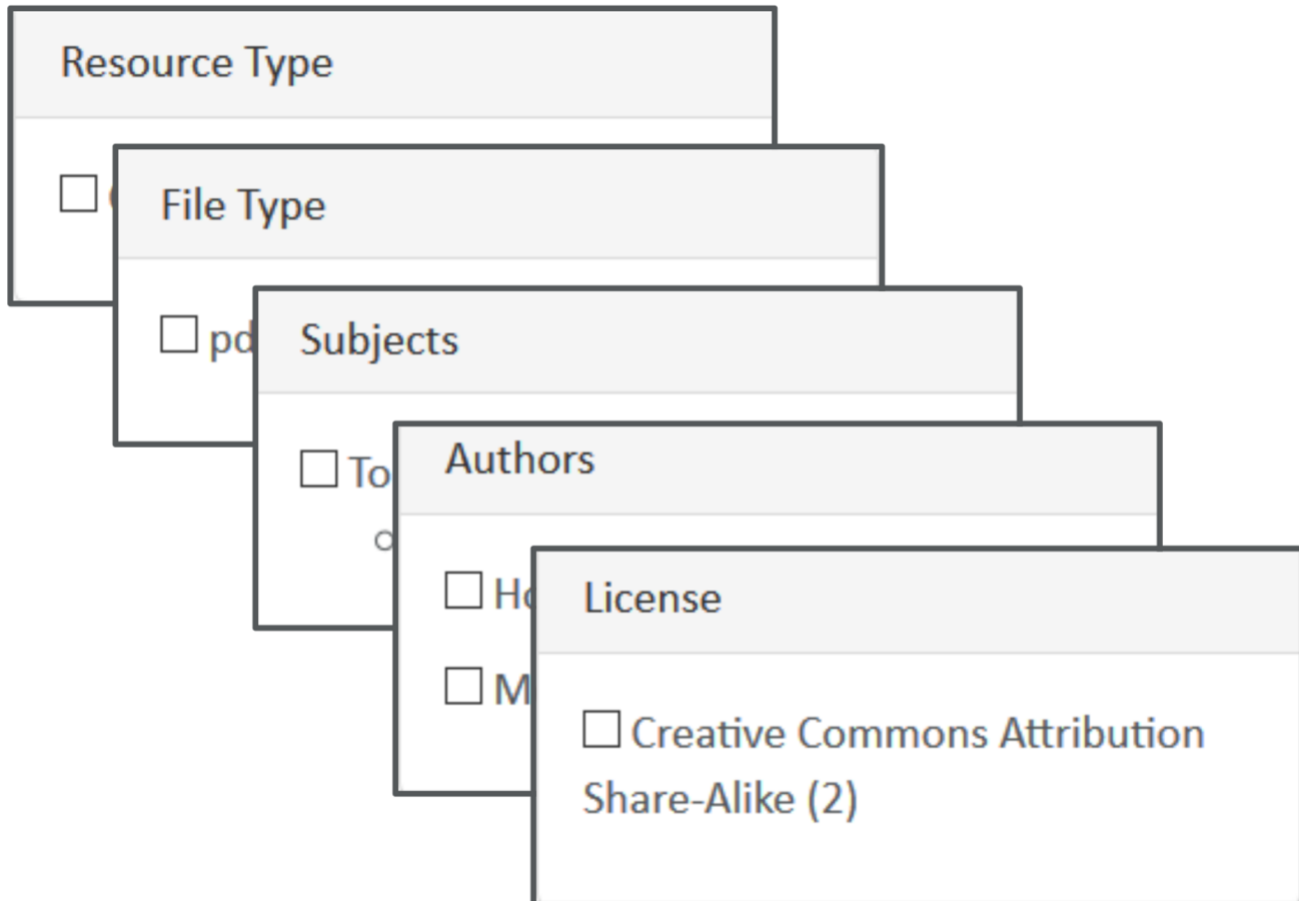 Resource Type
File Type
Subjects
Authors
License
Creative Commons Attribution
Share-Alike (2)